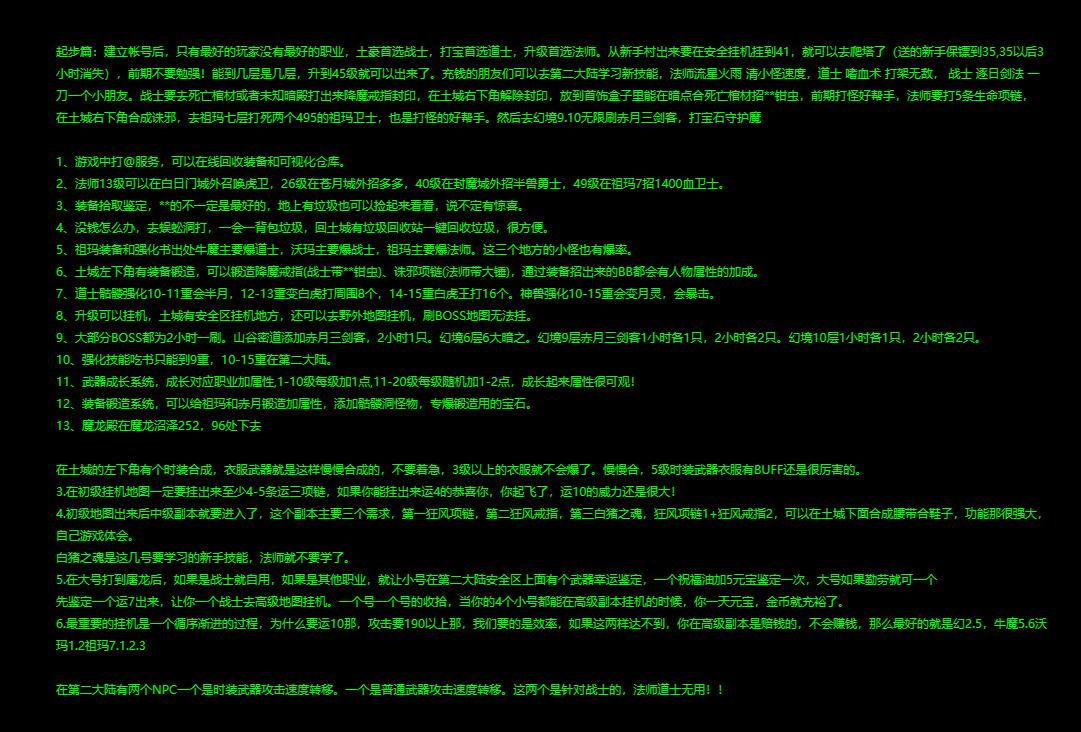 起步篇：建立帐号后，只有最好的玩家没有最好的职业，土豪首选战士，打宝首选道士，升级首选法师。从新手村出来要在安全挂机挂到41，就可以去爬塔了（送的新手保镖到35,35以后3
小时消失），前期不要勉强！能到几层是几层，升到45级就可以出来了。充钱的朋友们可以去第二大陆学习新技能，法师流星火雨 清小怪速度，道士 嗜血术 打架无敌， 战士 逐日剑法 一
刀一个小朋友。战士要去死亡棺材或者未知暗殿打出来降魔戒指封印，在土城右下角解除封印，放到首饰盒子里能在暗点合死亡棺材招**钳虫，前期打怪好帮手，法师要打5条生命项链，
在土城右下角合成诛邪，去祖玛七层打死两个495的祖玛卫士，也是打怪的好帮手。然后去幻境9.10无限刷赤月三剑客，打宝石守护魔
1、游戏中打@服务，可以在线回收装备和可视化仓库。
2、法师13级可以在白日门城外召唤虎卫，26级在苍月城外招多多，40级在封魔城外招半兽勇士，49级在祖玛7招1400血卫士。
3、装备拾取鉴定，**的不一定是最好的，地上有垃圾也可以捡起来看看，说不定有惊喜。
4、没钱怎么办，去蜈蚣洞打，一会一背包垃圾，回土城有垃圾回收站一键回收垃圾，很方便。
5、祖玛装备和强化书出处牛魔主要爆道士，沃玛主要爆战士，祖玛主要爆法师。这三个地方的小怪也有爆率。
6、土城左下角有装备锻造，可以锻造降魔戒指(战士带**钳虫)、诛邪项链(法师带大锤)，通过装备招出来的BB都会有人物属性的加成。
7、道士骷髅强化10-11重会半月，12-13重变白虎打周围8个，14-15重白虎王打16个。神兽强化10-15重会变月灵，会暴击。
8、升级可以挂机，土城有安全区挂机地方，还可以去野外地图挂机，刷BOSS地图无法挂。
9、大部分BOSS都为2小时一刷。山谷密道添加赤月三剑客，2小时1只。幻境6层6大暗之。幻境9层赤月三剑客1小时各1只，2小时各2只。幻境10层1小时各1只，2小时各2只。
10、强化技能吃书只能到9重，10-15重在第二大陆。
11、武器成长系统，成长对应职业加属性,1-10级每级加1点,11-20级每级随机加1-2点，成长起来属性很可观！
12、装备锻造系统，可以给祖玛和赤月锻造加属性，添加骷髅洞怪物，专爆锻造用的宝石。
13、魔龙殿在魔龙沼泽252，96处下去
在土城的左下角有个时装合成，衣服武器就是这样慢慢合成的，不要着急，3级以上的衣服就不会爆了。慢慢合，5级时装武器衣服有BUFF还是很厉害的。
3.在初级挂机地图一定要挂出来至少4-5条运三项链，如果你能挂出来运4的恭喜你，你起飞了，运10的威力还是很大！
4.初级地图出来后中级副本就要进入了，这个副本主要三个需求，第一狂风项链，第二狂风戒指，第三白猪之魂，狂风项链1+狂风戒指2，可以在土城下面合成腰带合鞋子，功能那很强大，
自己游戏体会。
白猪之魂是这几号要学习的新手技能，法师就不要学了。
5.在大号打到屠龙后，如果是战士就自用，如果是其他职业，就让小号在第二大陆安全区上面有个武器幸运鉴定，一个祝福油加5元宝鉴定一次，大号如果勤劳就可一个
先鉴定一个运7出来，让你一个战士去高级地图挂机。一个号一个号的收拾，当你的4个小号都能在高级副本挂机的时候，你一天元宝，金币就充裕了。
6.最重要的挂机是一个循序渐进的过程，为什么要运10那，攻击要190以上那，我们要的是效率，如果这两样达不到，你在高级副本是赔钱的，不会赚钱，那么最好的就是幻2.5，牛魔5.6沃
玛1.2祖玛7.1.2.3
在第二大陆有两个NPC一个是时装武器攻击速度转移。一个是普通武器攻击速度转移。这两个是针对战士的，法师道士无用！！